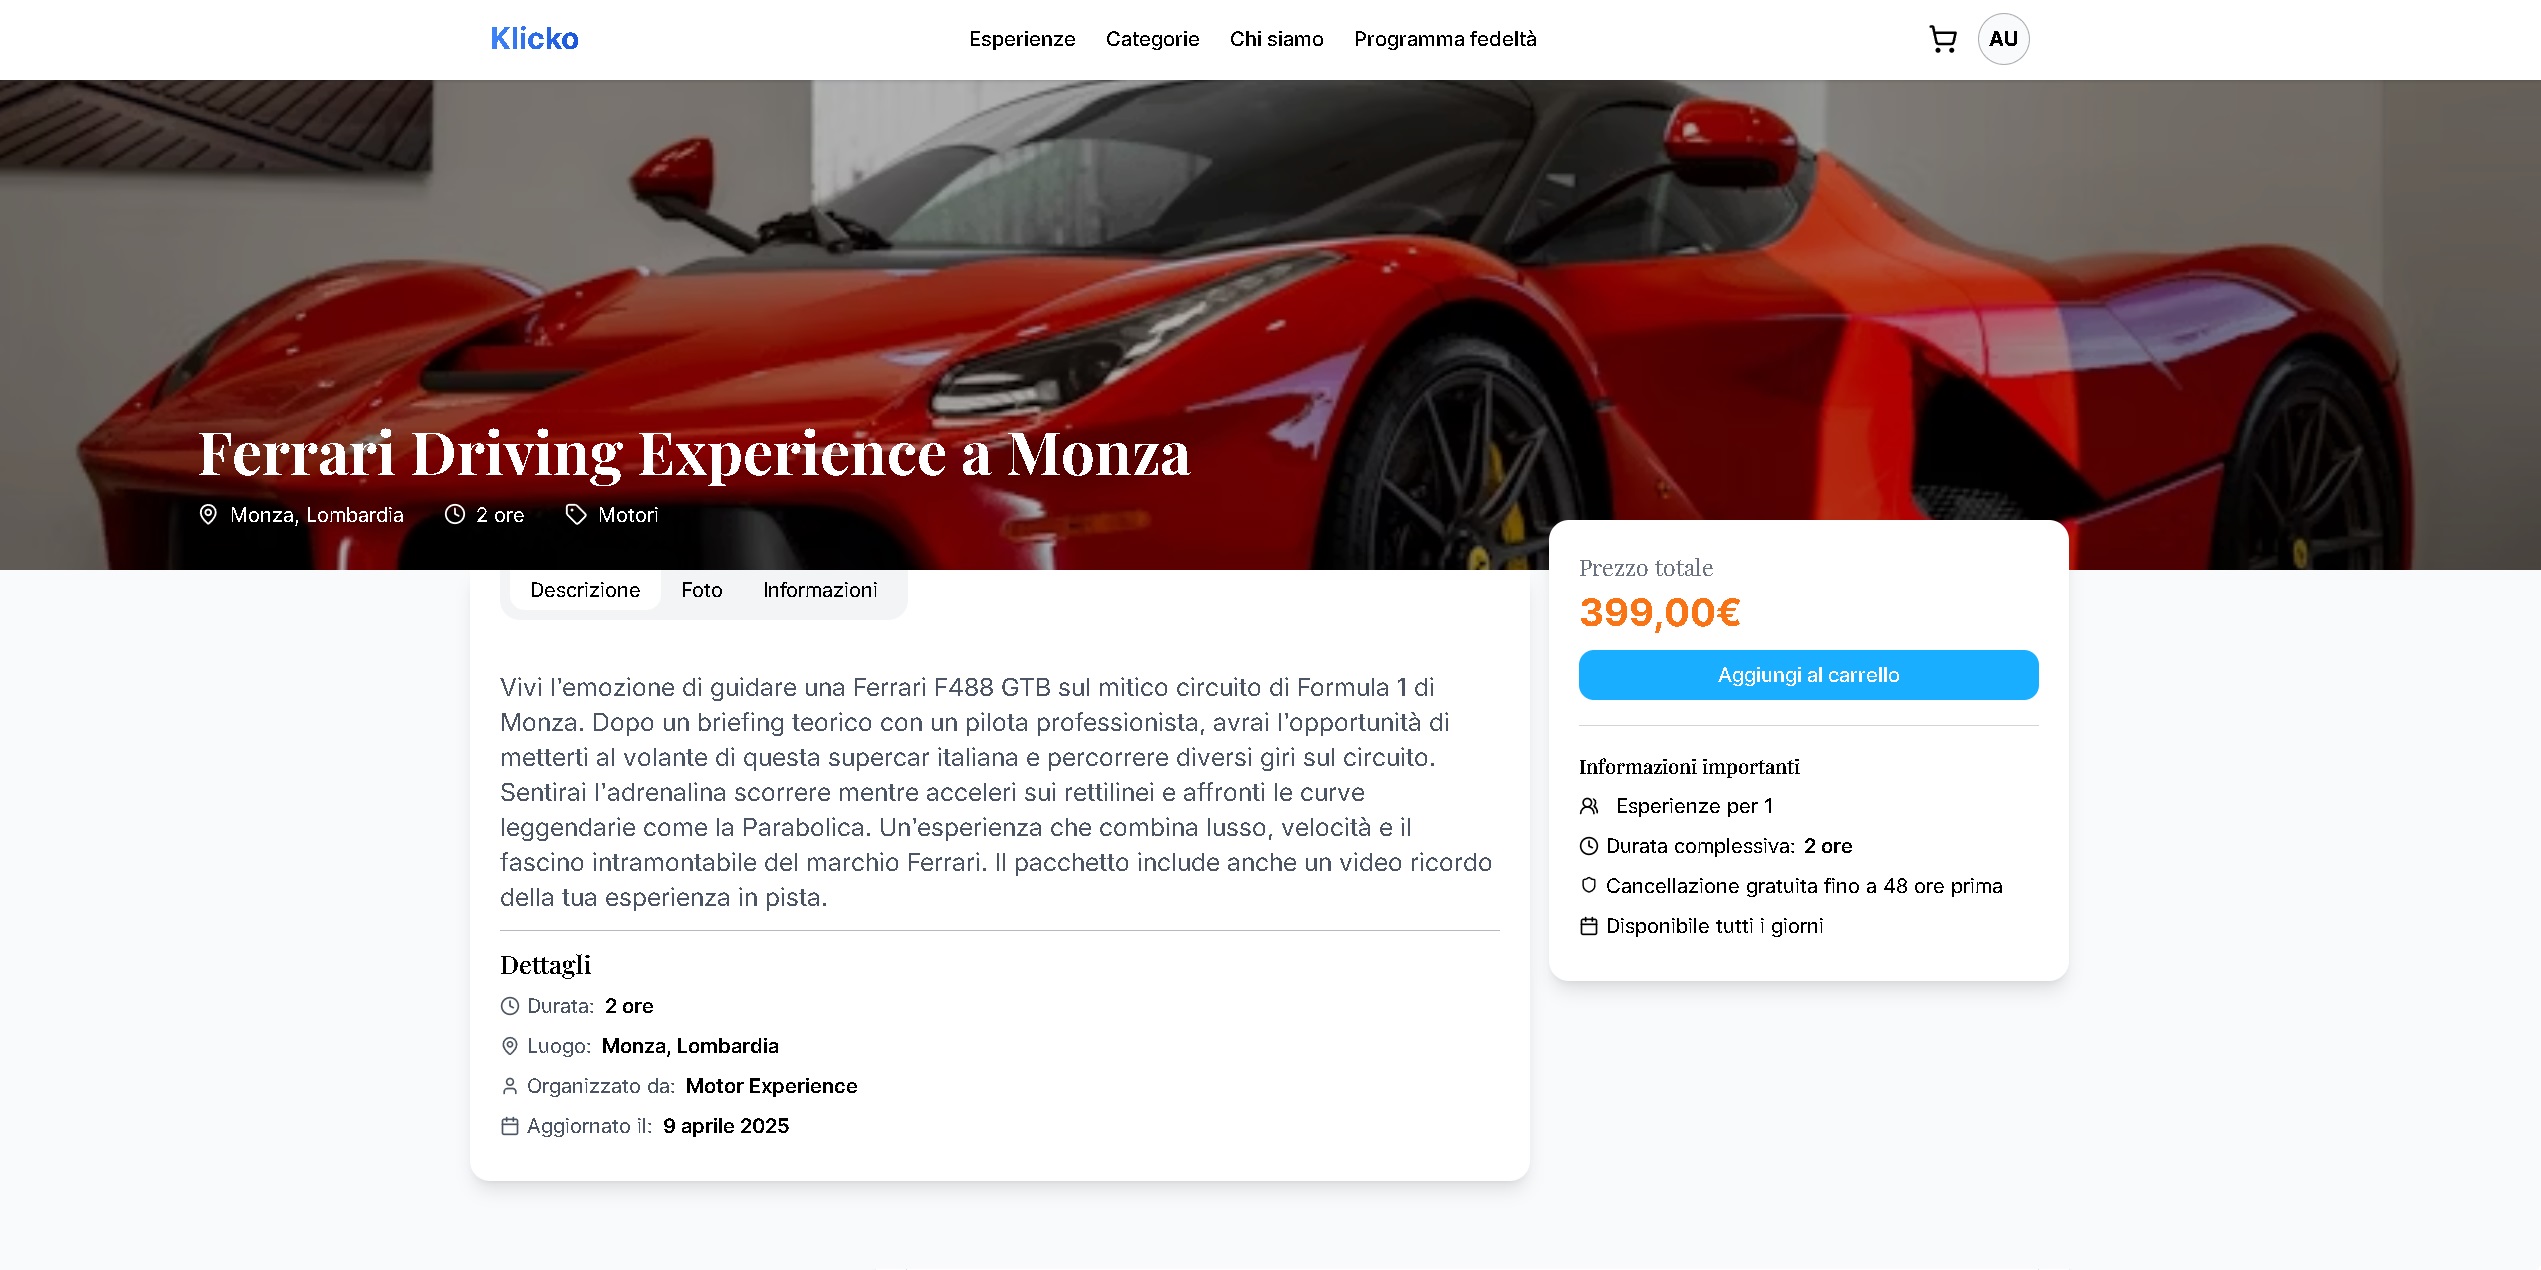 Klicko
Esperienze
Categorie
Chi siamo
Programma fedeltà
AU
Ferrari Driving Experience a Monza
Monza, Lombardia
2 ore
Motori
Descrizione
Foto
Informazioni
Vivi l'emozione di guidare una Ferrari F488 GTB sul mitico circuito di Formula 1 di
Monza. Dopo un briefing teorico con un pilota professionista, avrai l'opportunità di
metterti al volante di questa supercar italiana e percorrere diversi giri sul circuito.
Sentirai l'adrenalina scorrere mentre acceleri sui rettilinei e affronti le curve
leggendarie come la Parabolica. Un'esperienza che combina lusso, velocità e il
fascino intramontabile del marchio Ferrari. Il pacchetto include anche un video ricordo
della tua esperienza in pista.
Dettagli
Durata: 2 ore
Luogo: Monza, Lombardia
Organizzato da: Motor Experience
Aggiornato il: 9 aprile 2025
Prezzo totale
399,00€
Aggiungi al carrello
Informazioni importanti
Esperienze per 1
Durata complessiva: 2 ore
Cancellazione gratuita fino a 48 ore prima
Disponibile tutti i giorni